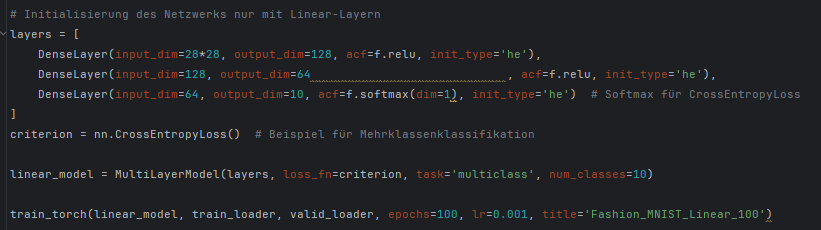 # Initialisierung des Netzwerks nur mit Linear-Layern
layers = [
    DenseLayer(input_dim=28*28, output_dim=128, acf=f.relu, init_type='he'),
    DenseLayer(input_dim=128, output_dim=64                          , acf=f.relu, init_type='he'),
    DenseLayer(input_dim=64, output_dim=10, acf=f.softmax(dim=1), init_type='he')  # Softmax für CrossEntropyLoss
]
criterion = nn.CrossEntropyLoss()  # Beispiel für Mehrklassenklassifikation
linear_model = MultiLayerModel(layers, loss_fn=criterion, task='multiclass', num_classes=10)
train_torch(linear_model, train_loader, valid_loader, epochs=100, lr=0.001, title='Fashion_MNIST_Linear_100')